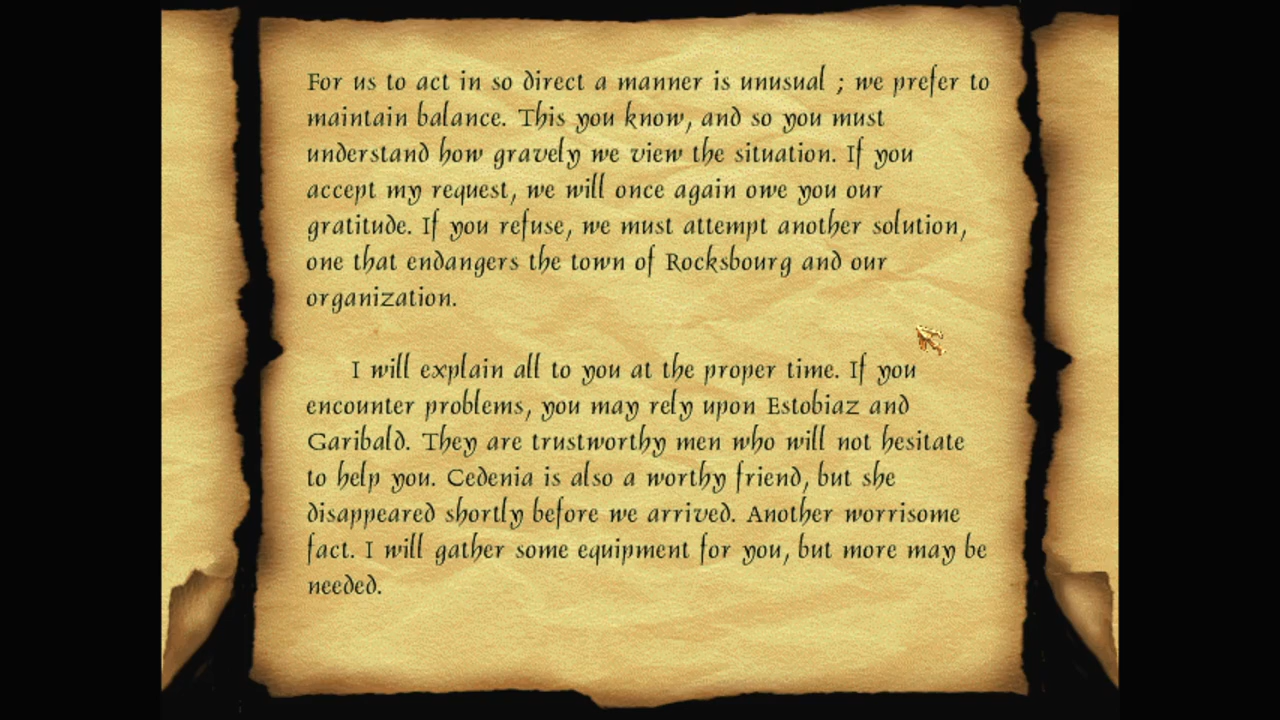 For us to act in so direct a manner is unusual ; we prefer to
maintain balance. This you know, and so you must
understand how gravely we view the situation. If you
accept my request, we will once again owe you our
gratitude. If you refuse, we must attempt another solution,
one that endangers the town of Rocksbourg and our
organization.
I will explain all to you at the proper time. If you
encounter problems, you may rely upon Estobiaz and
Garibald. They are trustworthy men who will not hesitate
to help you. Cedenia is also a worthy friend, but she
disappeared shortly before we arrived. Another worrisome
fact. I will gather some equipment for you, but more may be
needed.